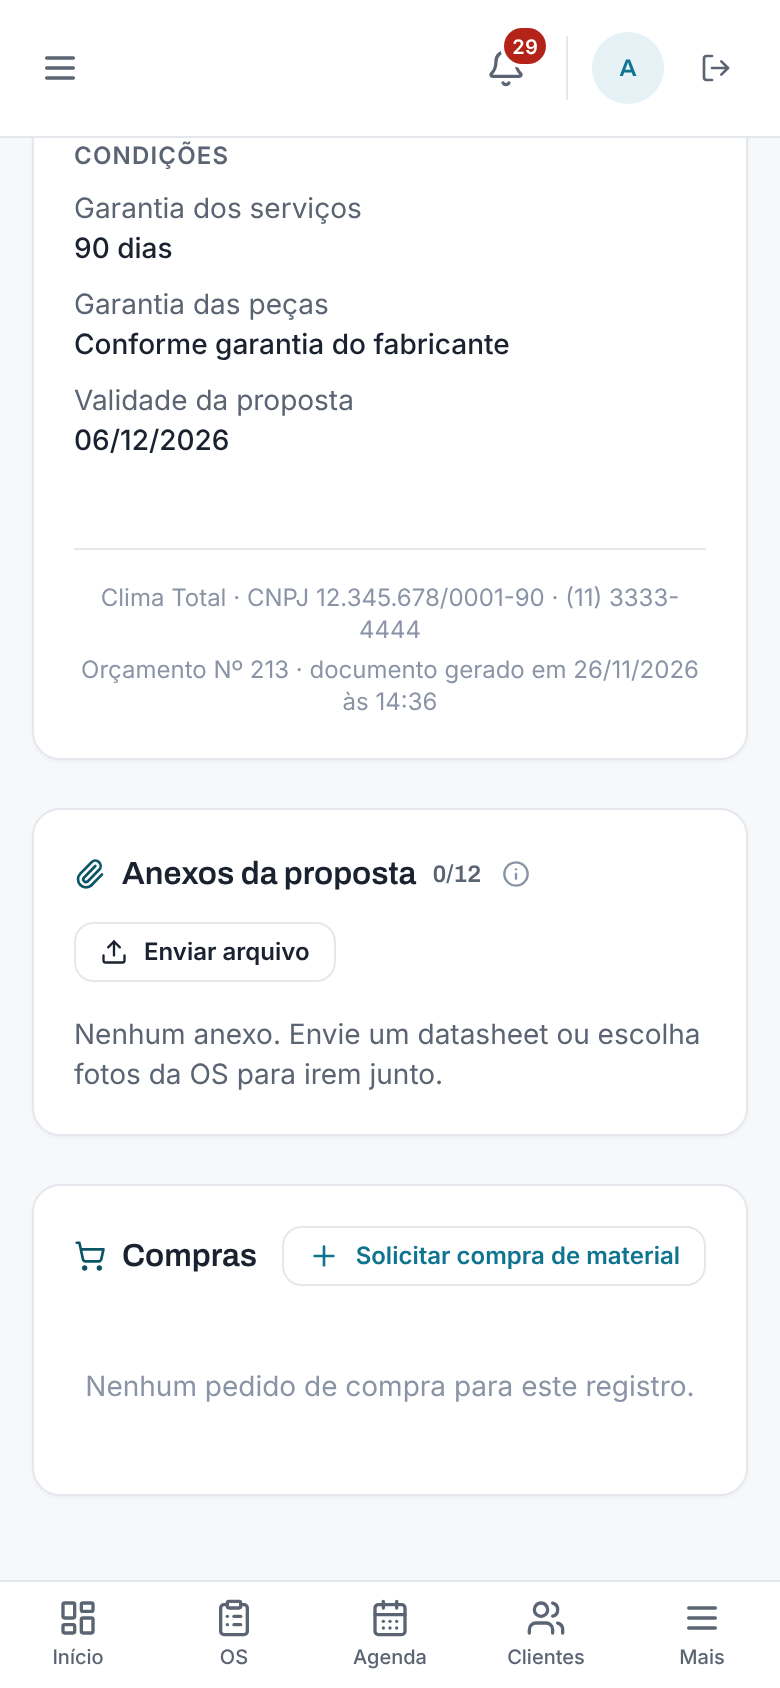 29
A
CONDIÇÕES
Garantia dos serviços
90 dias
Garantia das peças
Conforme garantia do fabricante
Validade da proposta
06/12/2026
Clima Total · CNPJ 12.345.678/0001-90 · (11) 3333-
4444
Orçamento Nº 213 · documento gerado em 26/11/2026
às 14:36
Anexos da proposta 0/12
Enviar arquivo
Nenhum anexo. Envie um datasheet ou escolha
fotos da OS para irem junto.
Compras
Solicitar compra de material
Nenhum pedido de compra para este registro.
Início
OS
Agenda
Clientes
Mais